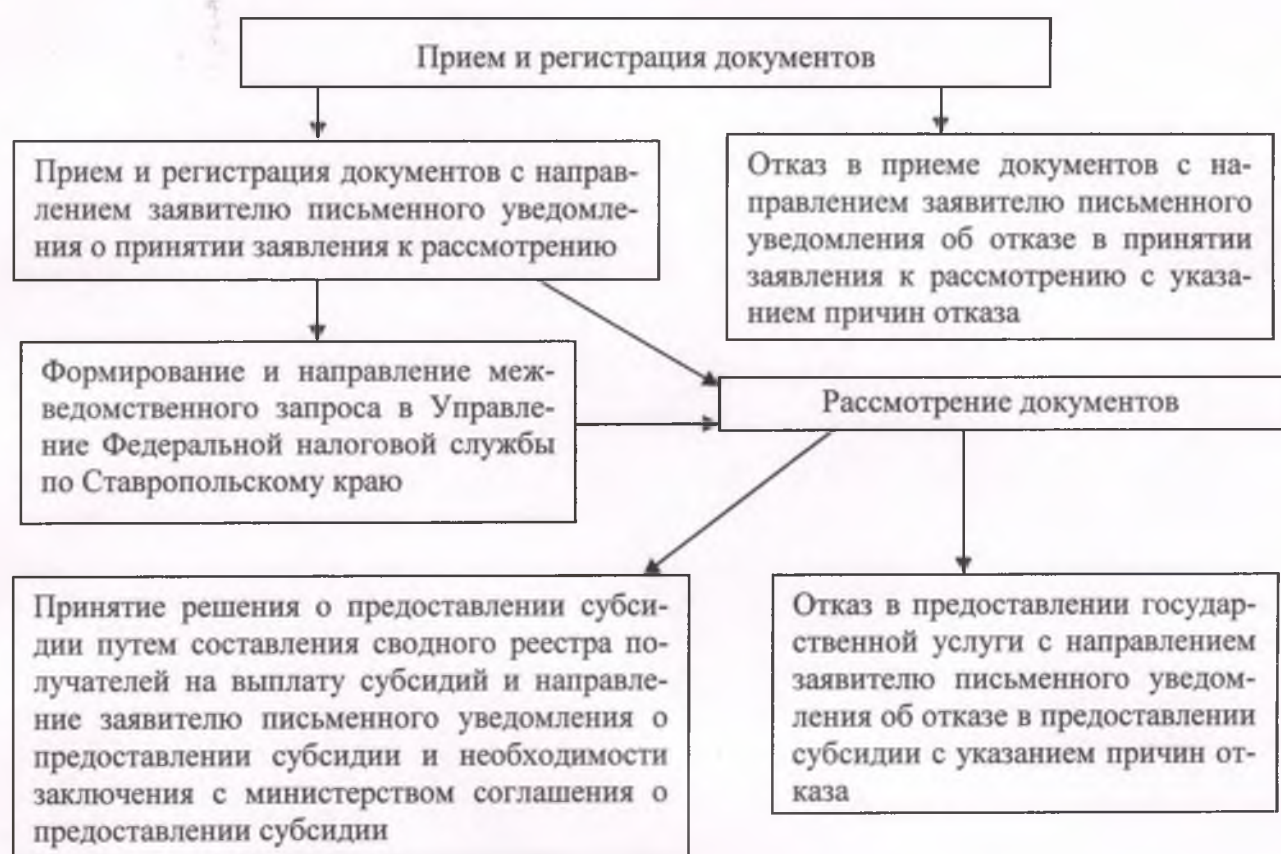 Прием и регистрация документов
Прием и регистрация документов с направ-
лением заявителю письменного уведомле-
ния о принятии заявления к рассмотрению
Отказ в приеме документов с на-
правлением заявителю письменного
уведомления об отказе в принятии
заявления к рассмотрению с указа-
нием причин отказа
Формирование и направление меж-
ведомственного запроса в Управле-
ние Федеральной налоговой службы
по Ставропольскому краю
Рассмотрение документов
Принятие решения о предоставлении субси-
дии путем составления сводного реестра по-
лучателей на выплату субсидий и направле-
ние заявителю письменного уведомления о
предоставлении субсидии и необходимости
заключения с министерством соглашения о
предоставлении субсидии
Отказ в предоставлении государ-
ственной услуги с направлением
заявителю письменного уведом-
ления об отказе в предоставлении
субсидии с указанием причин от-
каза